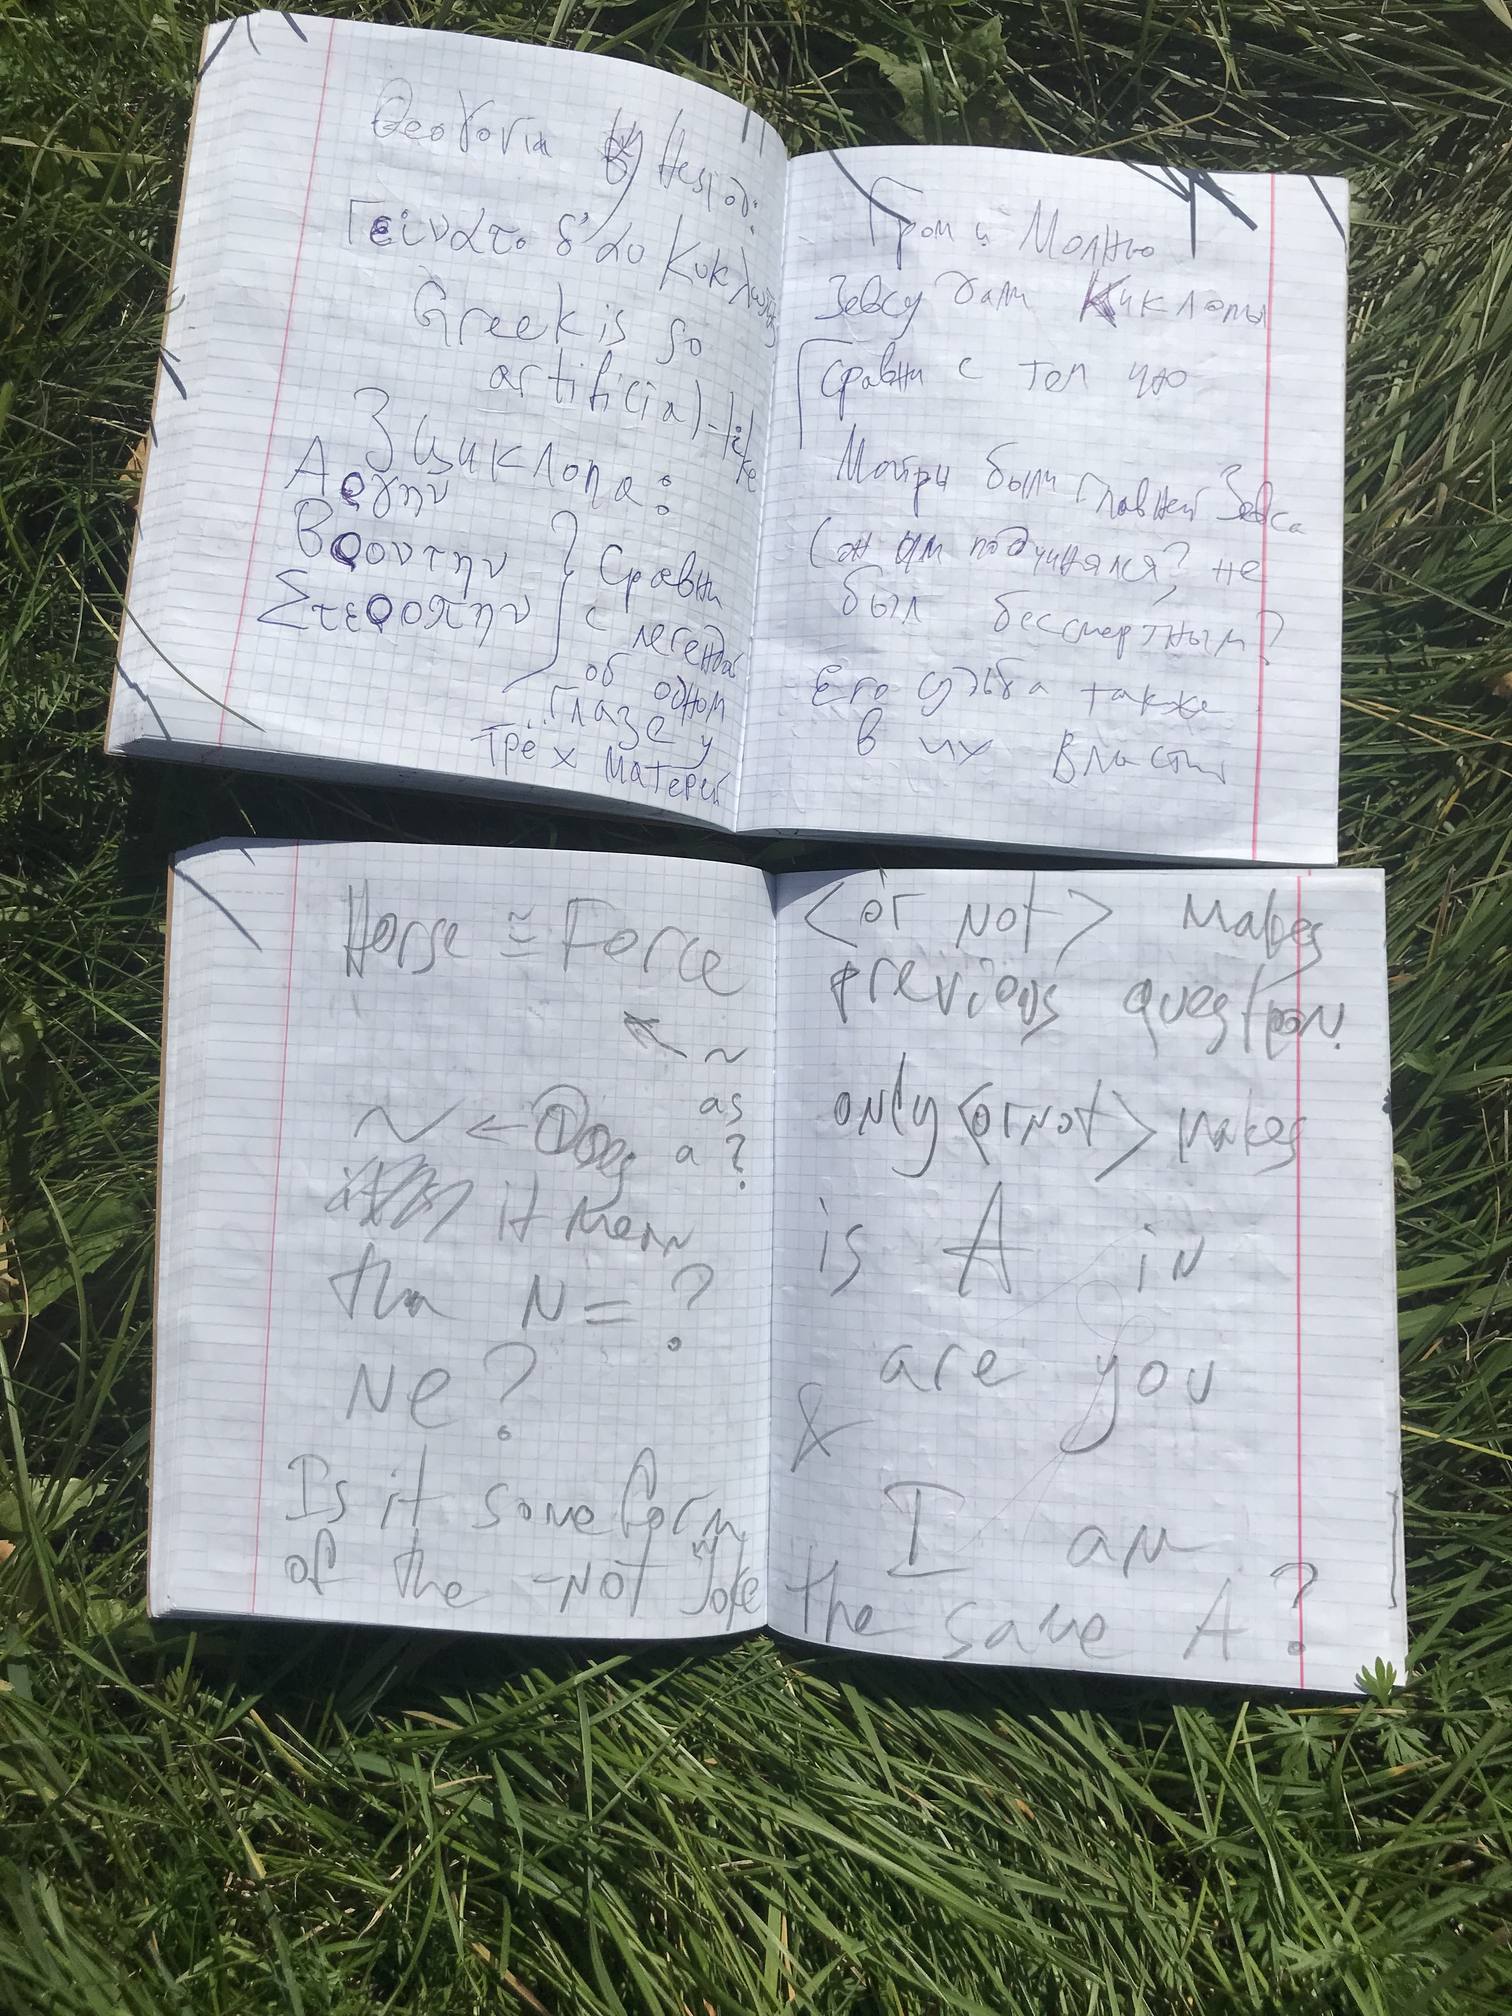 Θεογονία by Hesiod:
Γείνατο δ' αυ Κυκλωπας
Greek is so
artificial-like
3 циклопа:
Αργην
Βροντην
Στεροπην
Сравни
с
легендой
об одном
глазе у
трёх матерей
Гром и Молнию
Зевсу дали Киклопы
Сравни с тем что
Мойры были главней Зевса
(он им подчинялся? не
был бессмертным?
Его судьба также
в их власти
Horse ≅ Force
~
as
a ?
~ ← Does
it mean
tha N = ?
Ne ?
Is it some form
of the -NOT joke
<or not> makes
previous question.
only <or not> makes
is A in
are you
&
I am
the same A ?